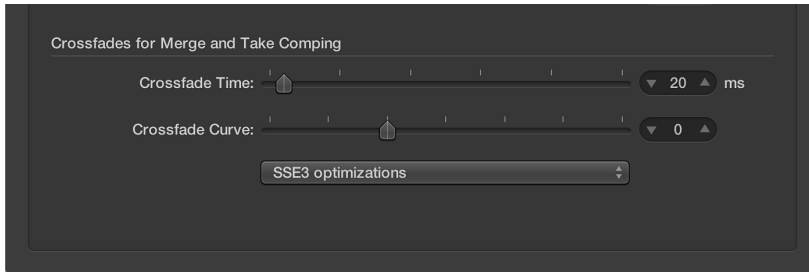 Crossfades for Merge and Take Comping
Crossfade Time: 20 ms
Crossfade Curve: 0
SSE3 optimizations